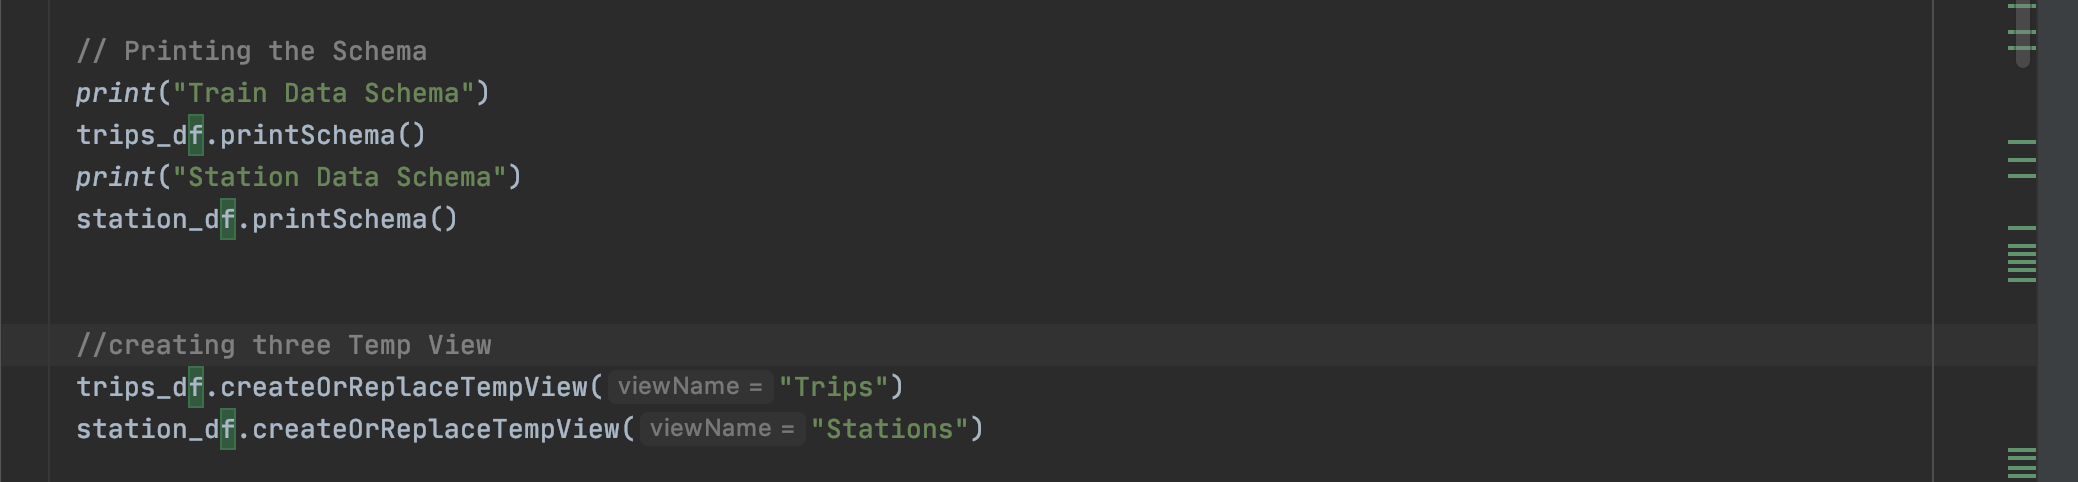 // Printing the Schema
print("Train Data Schema")
trips_df.printSchema()
print("Station Data Schema")
station_df.printSchema()
//creating three Temp View
trips_df.createOrReplaceTempView( viewName = "Trips")
station_df.createOrReplaceTempView( viewName = "Stations")